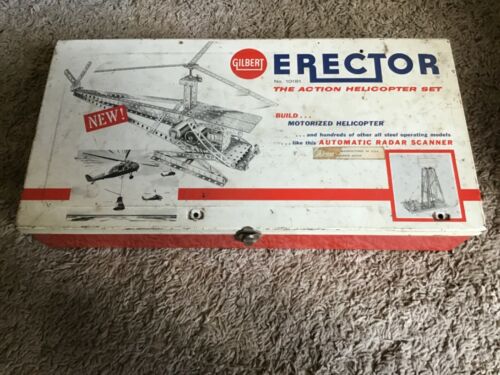 GILBERT
ERECTOR
No. 10181
THE ACTION HELICOPTER SET
NEW!
BUILD...
MOTORIZED HELICOPTER
...and hundreds of other all steel operating models
...like this AUTOMATIC RADAR SCANNER